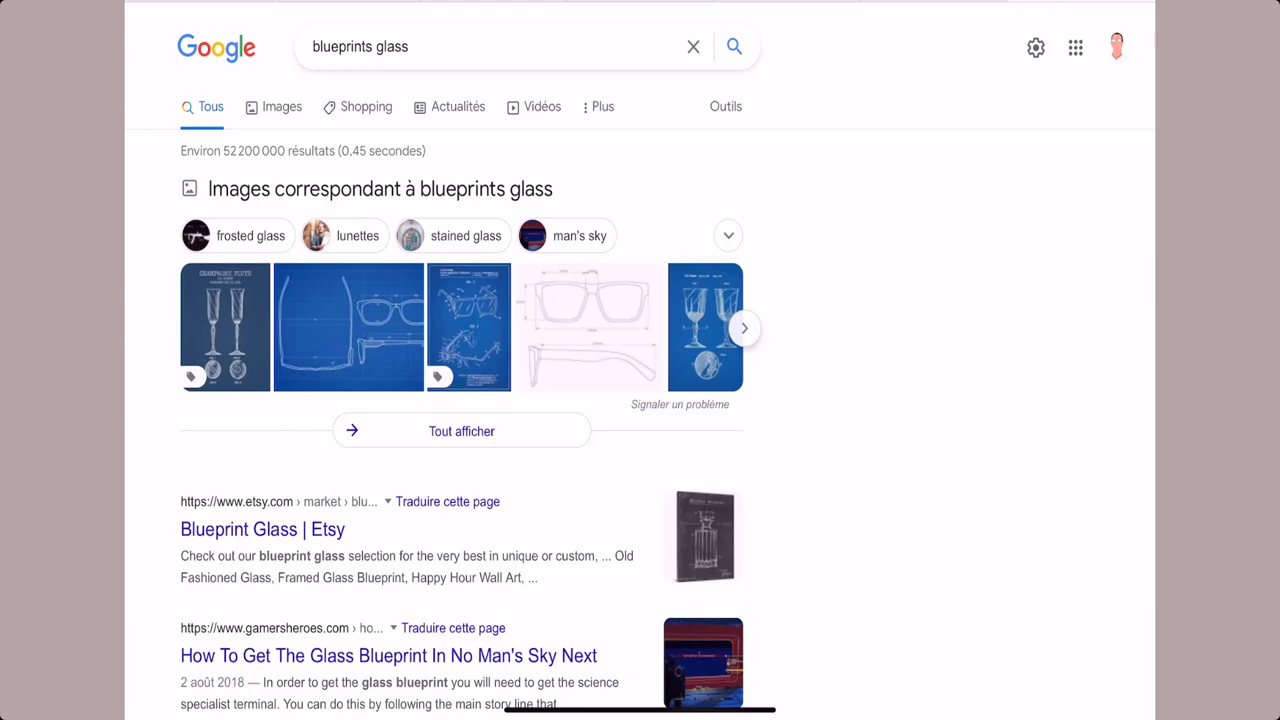 Google
blueprints glass
Tous Images Shopping Actualités Vidéos Plus Outils
Environ 52 200 000 résultats (0,45 secondes)
Images correspondant à blueprints glass
frosted glass lunettes stained glass man's sky
CHAMPAGNE FLUTE
Signaler un problème
Tout afficher
https://www.etsy.com › market › blu... Traduire cette page
Blueprint Glass | Etsy
Check out our blueprint glass selection for the very best in unique or custom, ... Old
Fashioned Glass, Framed Glass Blueprint, Happy Hour Wall Art, ...
https://www.gamersheroes.com › ho... Traduire cette page
How To Get The Glass Blueprint In No Man's Sky Next
2 août 2018 — In order to get the glass blueprint you will need to get the science
specialist terminal. You can do this by following the main story line that